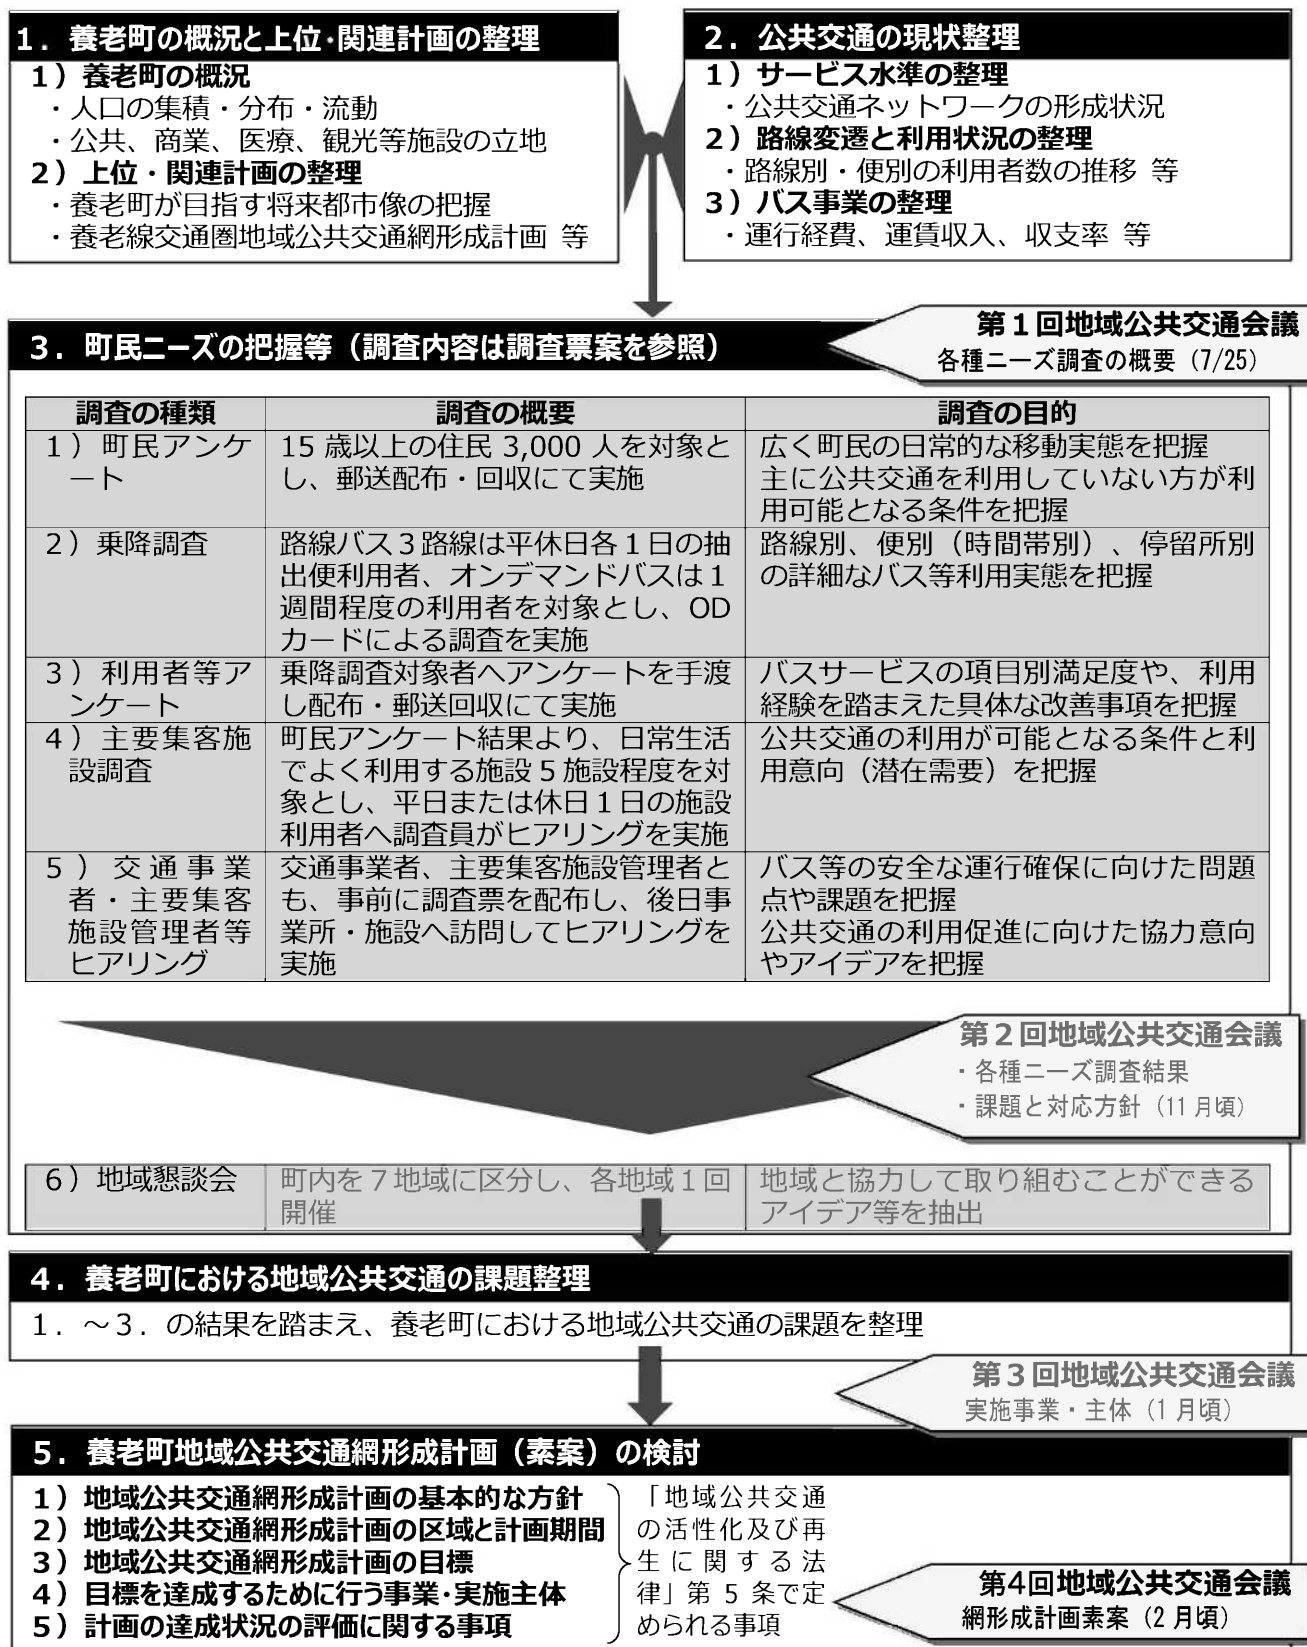 1．養老町の概況と上位・関連計画の整理
1）養老町の概況
・人口の集積・分布・流動
・公共、商業、医療、観光等施設の立地
2）上位・関連計画の整理
・養老町が目指す将来都市像の把握
・養老線交通圏地域公共交通網形成計画 等
2．公共交通の現状整理
1）サービス水準の整理
・公共交通ネットワークの形成状況
2）路線変遷と利用状況の整理
・路線別・便別の利用者数の推移 等
3）バス事業の整理
・運行経費、運賃収入、収支率 等
3．町民ニーズの把握等（調査内容は調査票案を参照）
第１回地域公共交通会議
各種ニーズ調査の概要（7/25）
調査の種類
調査の概要
調査の目的
1）町民アンケ
ート
15 歳以上の住民 3,000 人を対象と
し、郵送配布・回収にて実施
広く町民の日常的な移動実態を把握
主に公共交通を利用していない方が利
用可能となる条件を把握
2）乗降調査
路線バス３路線は平休日各１日の抽
出便利用者、オンデマンドバスは１
週間程度の利用者を対象とし、OD
カードによる調査を実施
路線別、便別（時間帯別）、停留所別
の詳細なバス等利用実態を把握
3）利用者等ア
ンケート
乗降調査対象者へアンケートを手渡
し配布・郵送回収にて実施
バスサービスの項目別満足度や、利用
経験を踏まえた具体な改善事項を把握
4）主要集客施
設調査
町民アンケート結果より、日常生活
でよく利用する施設５施設程度を対
象とし、平日または休日１日の施設
利用者へ調査員がヒアリングを実施
公共交通の利用が可能となる条件と利
用意向（潜在需要）を把握
5）交通事業
者・主要集客
施設管理者等
ヒアリング
交通事業者、主要集客施設管理者と
も、事前に調査票を配布し、後日事
業所・施設へ訪問してヒアリングを
実施
バス等の安全な運行確保に向けた問題
点や課題を把握
公共交通の利用促進に向けた協力意向
やアイデアを把握
第２回地域公共交通会議
・各種ニーズ調査結果
・課題と対応方針（11 月頃）
6）地域懇談会
町内を７地域に区分し、各地域１回
開催
地域と協力して取り組むことができる
アイデア等を抽出
4．養老町における地域公共交通の課題整理
1．～3．の結果を踏まえ、養老町における地域公共交通の課題を整理
第３回地域公共交通会議
実施事業・主体（1 月頃）
5．養老町地域公共交通網形成計画（素案）の検討
1）地域公共交通網形成計画の基本的な方針
2）地域公共交通網形成計画の区域と計画期間
3）地域公共交通網形成計画の目標
4）目標を達成するために行う事業・実施主体
5）計画の達成状況の評価に関する事項
「地域公共交通
の活性化及び再
生に関する法
律」第 5 条で定
められる事項
第4回地域公共交通会議
網形成計画素案（2 月頃）